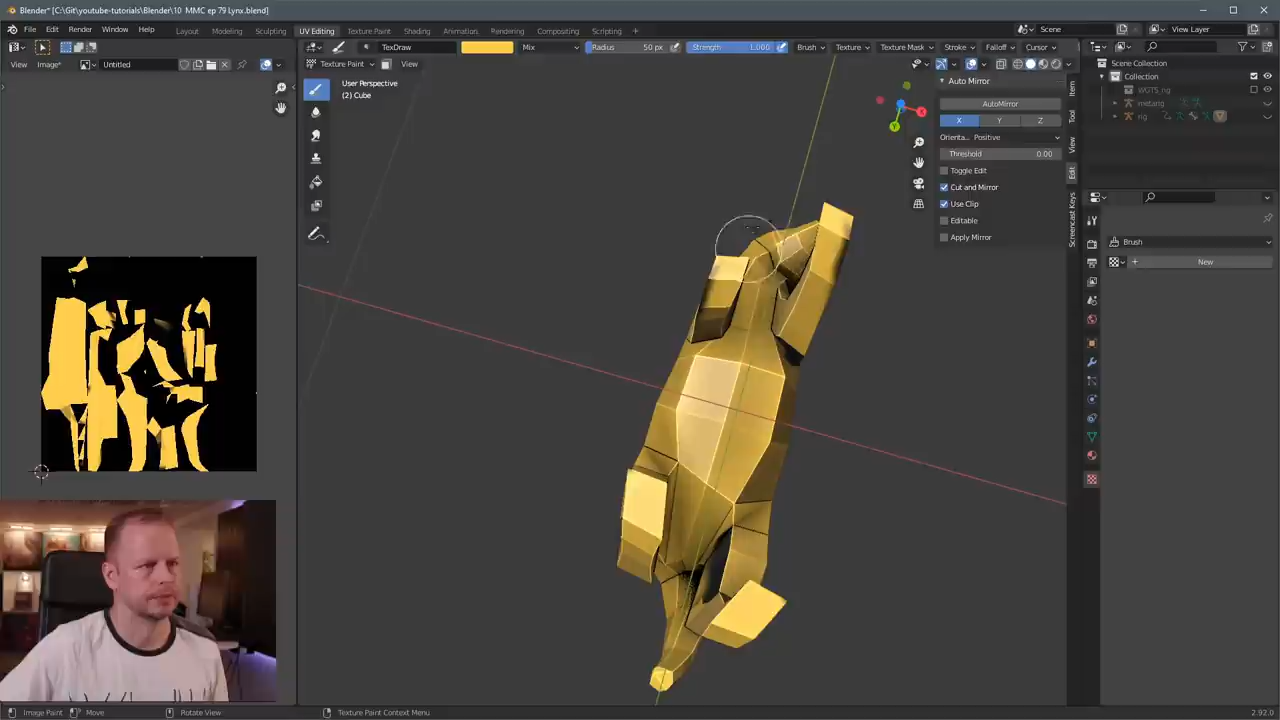 Blender* [C:\Git\youtube-tutorials\Blender\10 MMC ep 79 Lynx.blend]
File Edit Render Window Help Layout Modeling Sculpting UV Editing Texture Paint Shading Animation Rendering Compositing Scripting + Scene View Layer
TexDraw Mix Radius 50 px Strength 1.000 Brush Texture Texture Mask Stroke Falloff Cursor
View Image* Untitled Texture Paint View
User Perspective
(2) Cube
Auto Mirror
AutoMirror
X Y Z
Orienta... Positive
Threshold 0.00
Toggle Edit
Cut and Mirror
Use Clip
Editable
Apply Mirror
Item
Tool
View
Edit
Screencast Keys
Scene Collection
Collection
WGTS_rig
metarig
rig
Brush
+ New
Image Paint Move Rotate View Texture Paint Context Menu 2.92.0